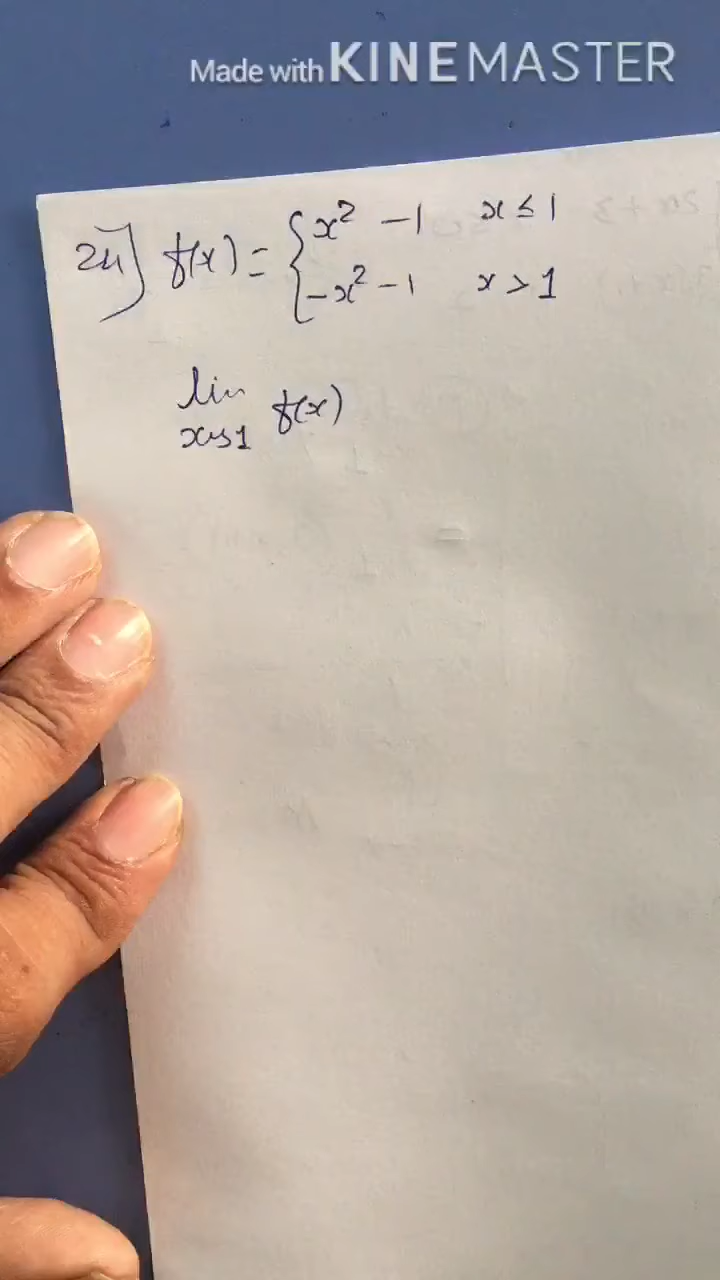 Made with KINEMASTER
24] f(x) = { x² - 1 x ≤ 1
-x² - 1 x > 1
lim f(x)
x→1